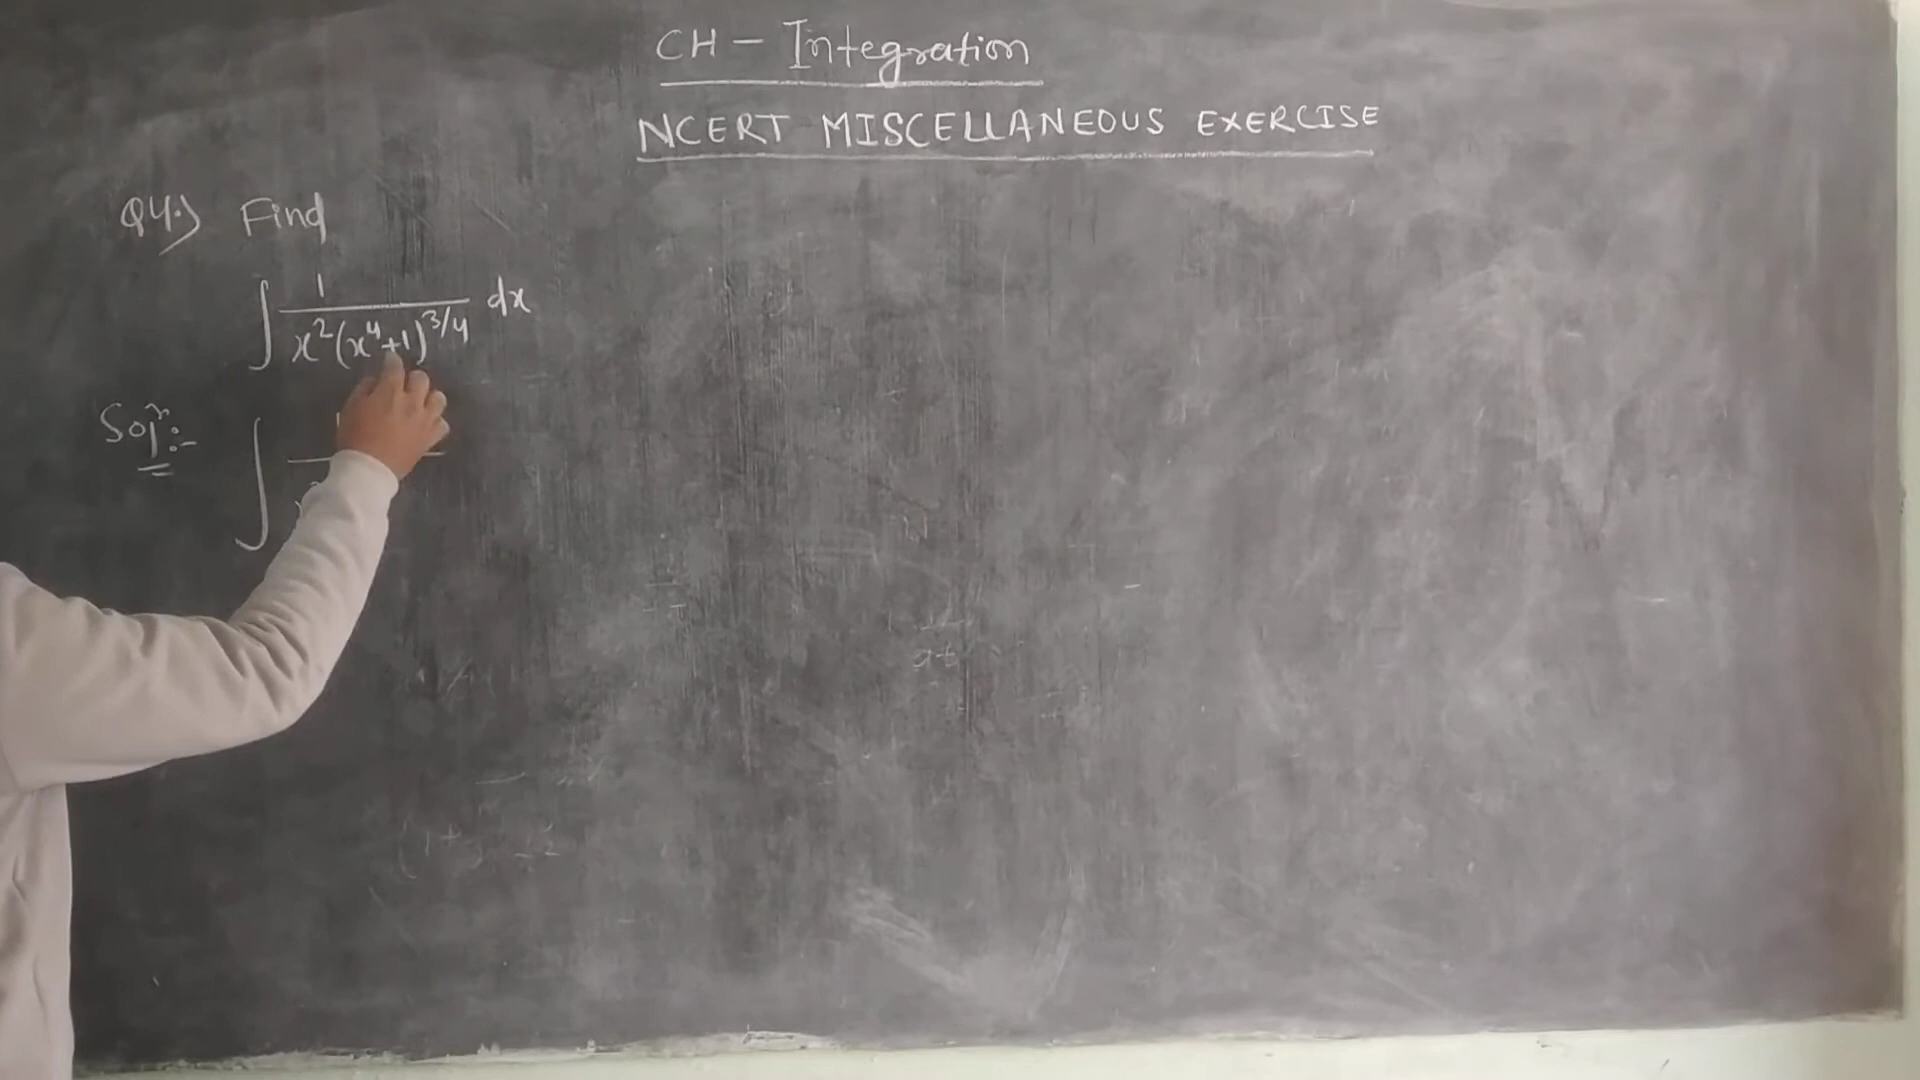 CH - Integration
NCERT MISCELLANEOUS EXERCISE
Q4.) Find
∫ 1/(x²(x⁴+1)^(3/4)) dx
Solⁿ:-
∫